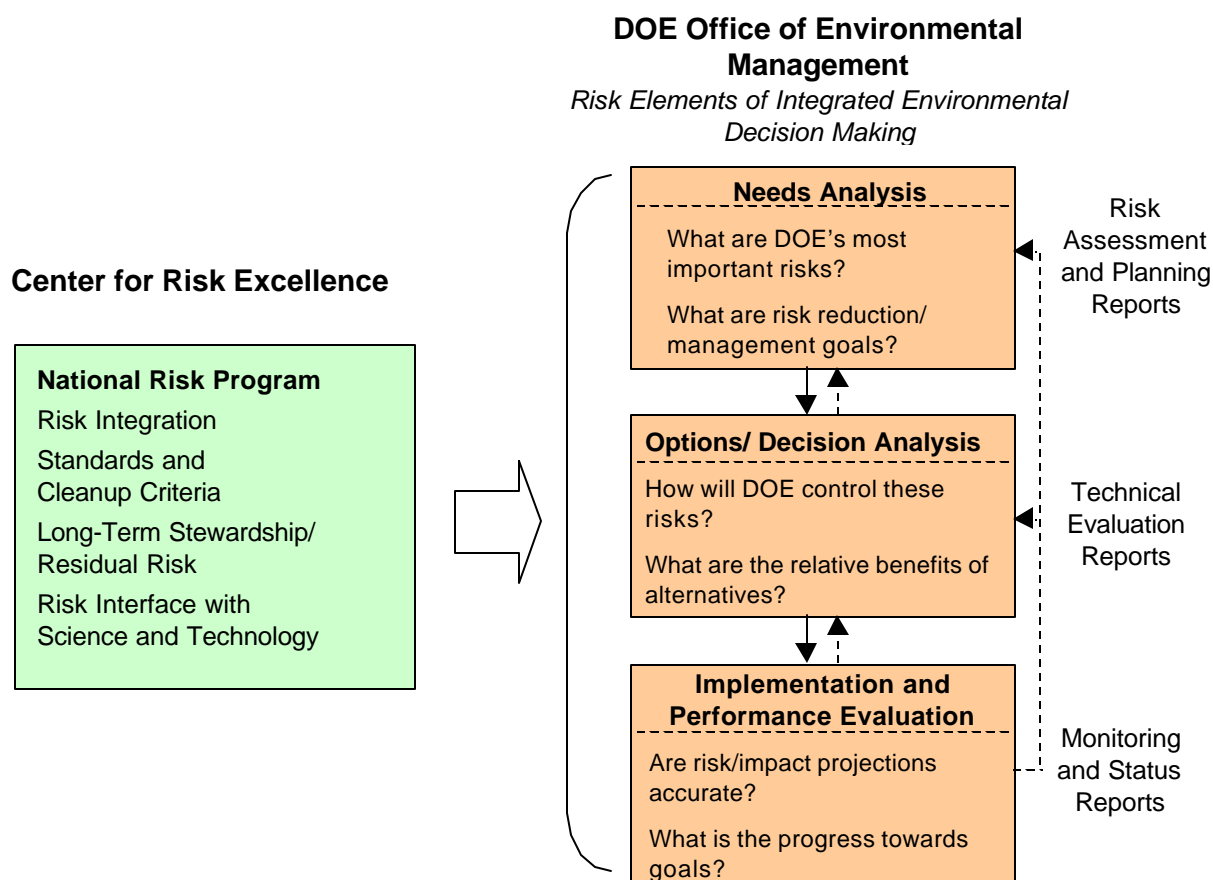 DOE Office of Environmental
Management
Risk Elements of Integrated Environmental
Decision Making
Center for Risk Excellence
National Risk Program
Risk Integration
Standards and
Cleanup Criteria
Long-Term Stewardship/
Residual Risk
Risk Interface with
Science and Technology
Needs Analysis
What are DOE’s most
important risks?
What are risk reduction/
management goals?
Options/ Decision Analysis
How will DOE control these
risks?
What are the relative benefits of
alternatives?
Implementation and
Performance Evaluation
Are risk/impact projections
accurate?
What is the progress towards
goals?
Risk
Assessment
and Planning
Reports
Technical
Evaluation
Reports
Monitoring
and Status
Reports